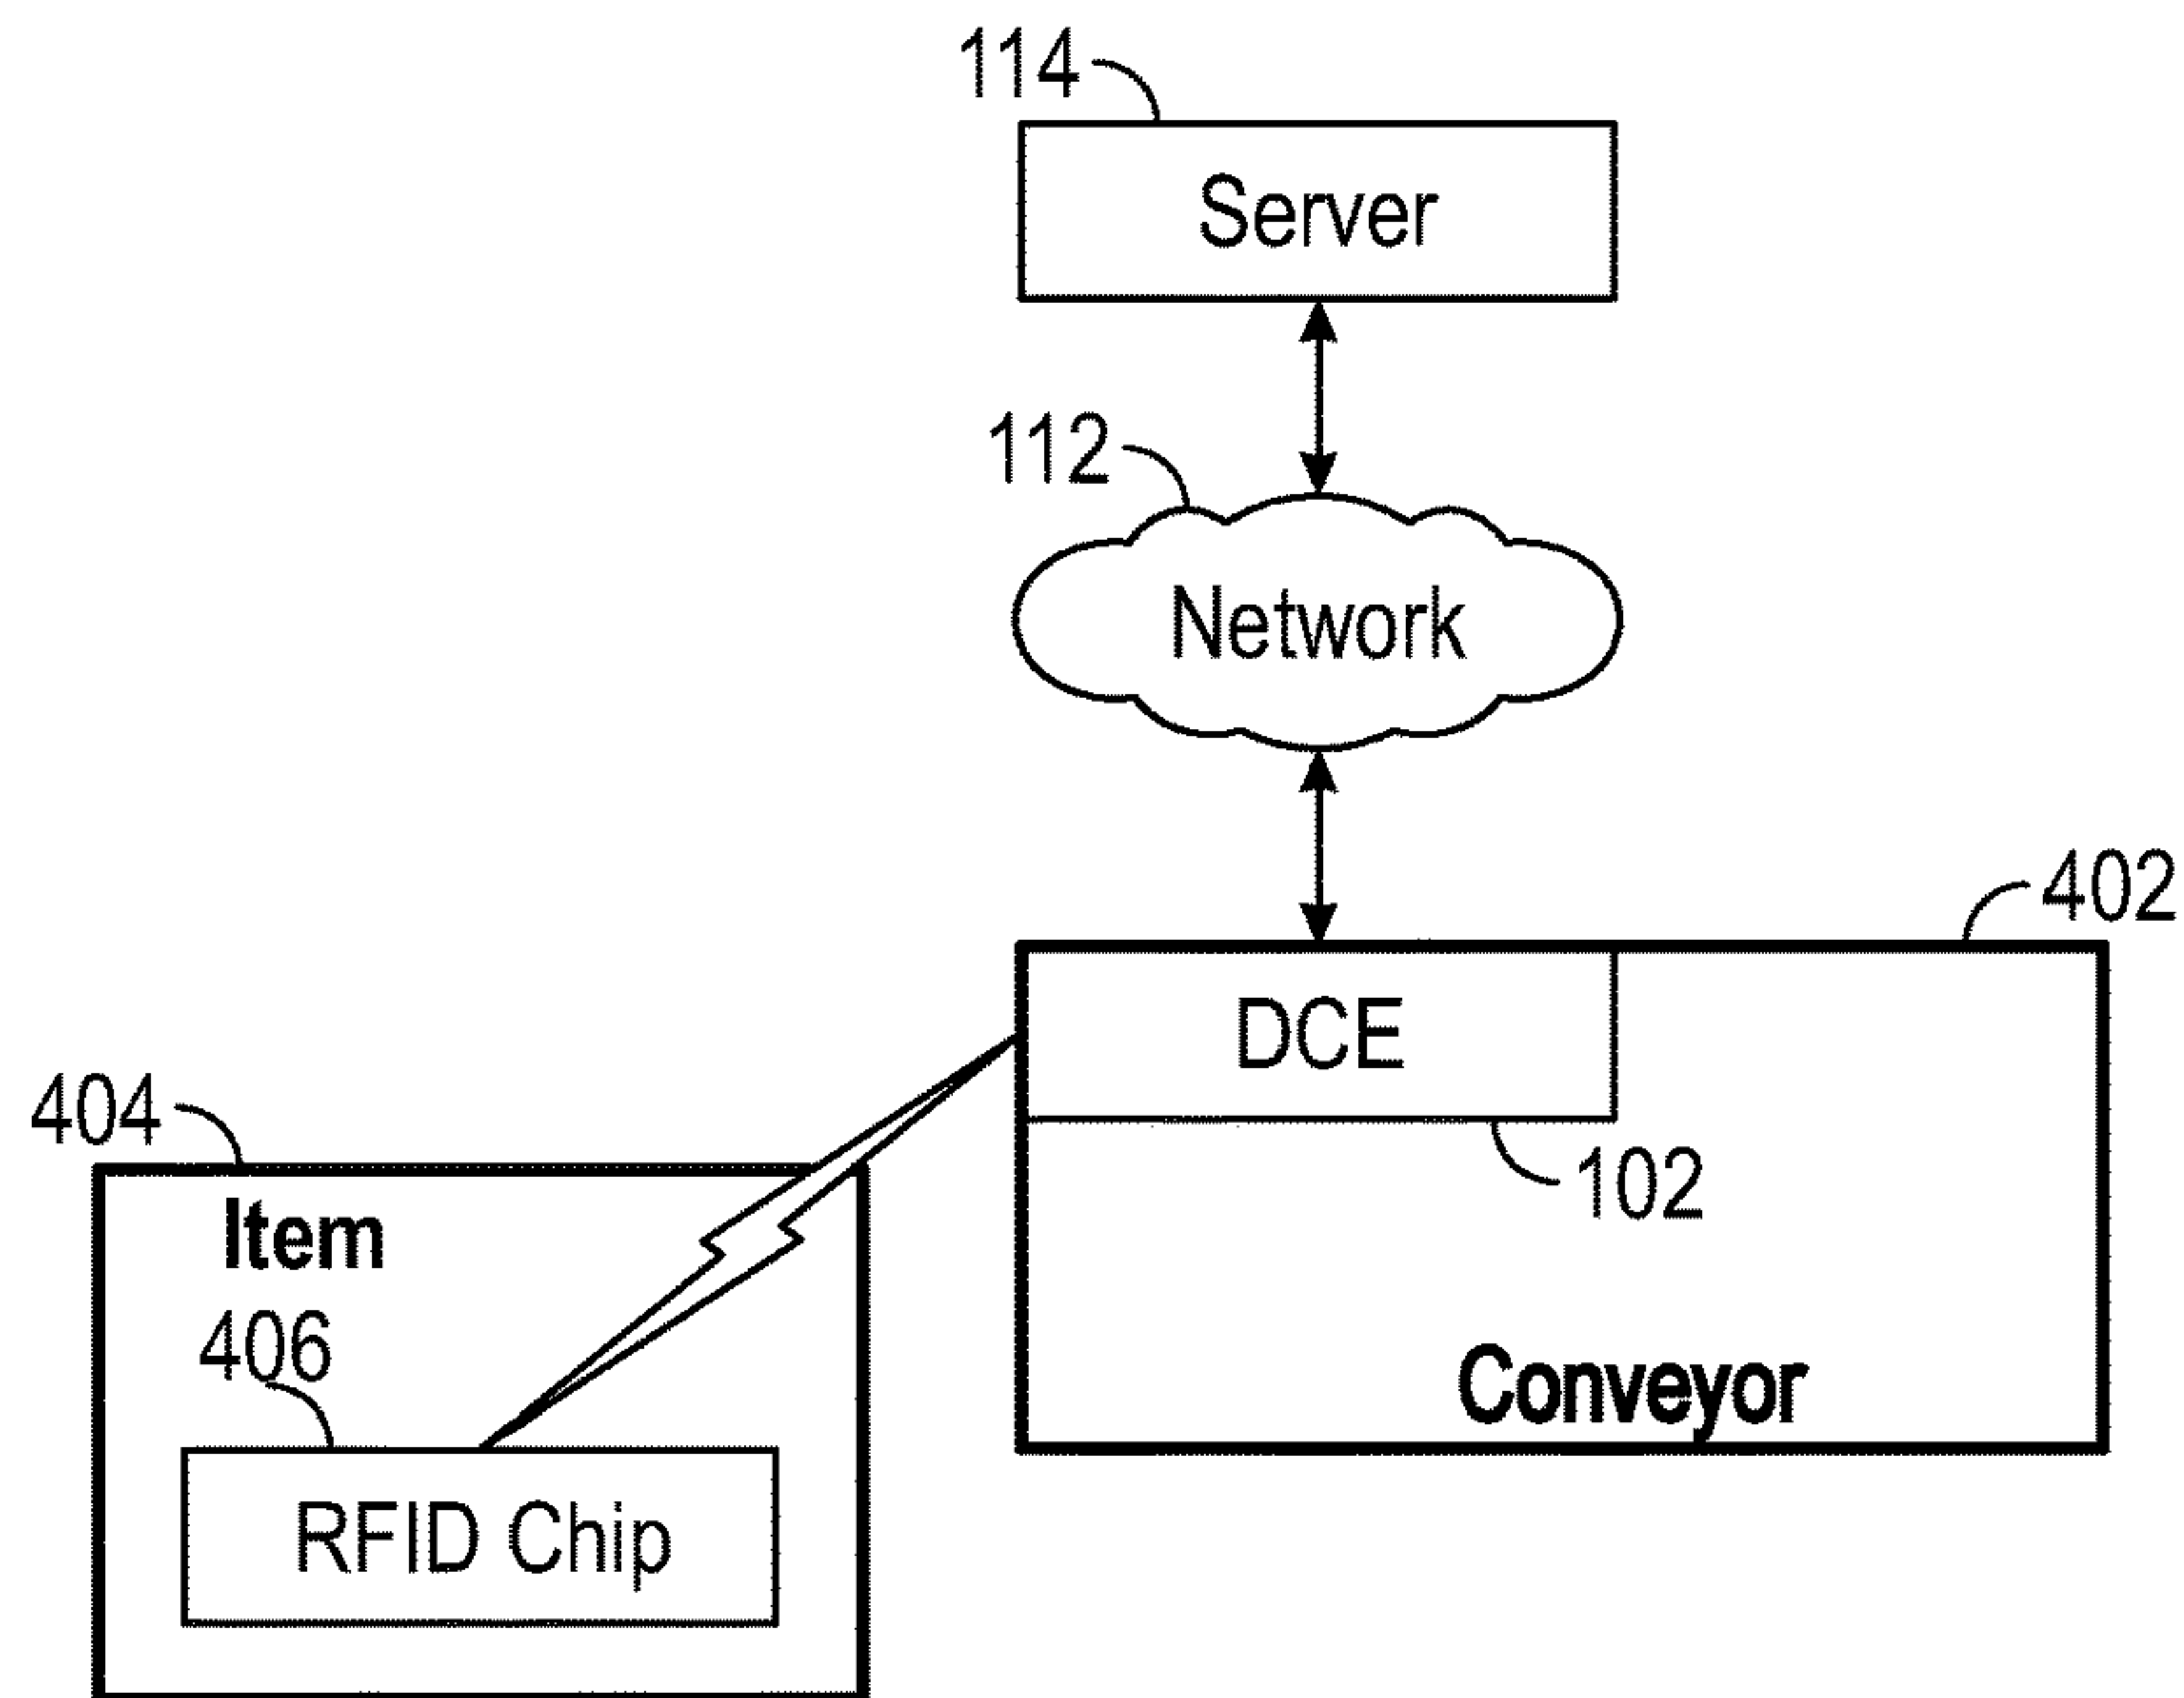 114
Server
112
Network
402
DCE
404
102
Item
406
Conveyor
RFID Chip